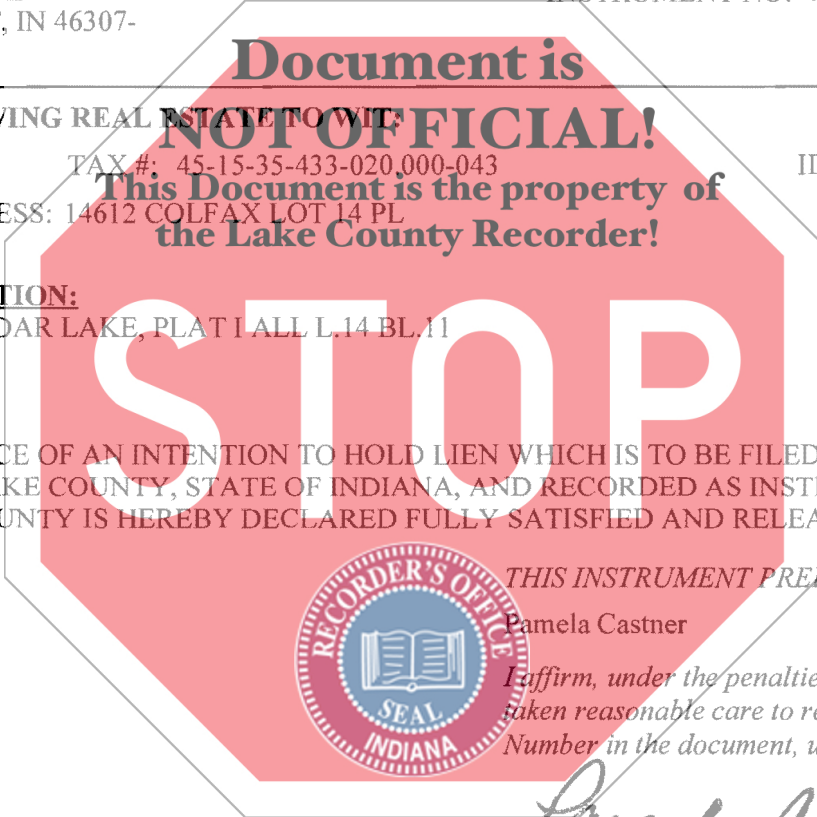 , IN 46307-
Document is
VING REAL ESTATE TO WIT:
NOT OFFICIAL!
TAX #: 45-15-35-433-020.000-043
This Document is the property of
ESS: 14612 COLFAX LOT 14 PL
the Lake County Recorder!
TION:
DAR LAKE, PLAT I ALL L.14 BL.11
STOP
CE OF AN INTENTION TO HOLD LIEN WHICH IS TO BE FILED
KE COUNTY, STATE OF INDIANA, AND RECORDED AS INST
UNTY IS HEREBY DECLARED FULLY SATISFIED AND RELEA
RECORDER'S OFFICE
SEAL
INDIANA
THIS INSTRUMENT PREP
Pamela Castner
I affirm, under the penaltie
taken reasonable care to re
Number in the document, u